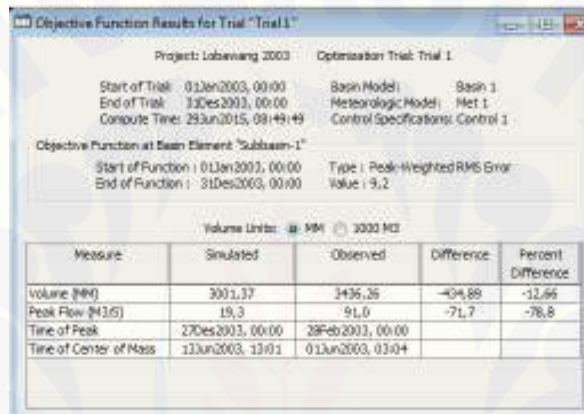 Objective Function Results for Trial "Trial 1"
Project: Lobawang 2003 Optimization Trial: Trial 1
Start of Trial: 01Jan2003, 00:00 Basin Model: Basin 1
End of Trial: 31Des2003, 00:00 Meteorologic Model: Met 1
Compute Time: 29Jun2015, 08:49:49 Control Specifications: Control 1
Objective Function at Basin Element "Subbasin-1"
Start of Function : 01Jan2003, 00:00 Type : Peak-Weighted RMS Error
End of Function : 31Des2003, 00:00 Value : 9,2
Volume Units: MM 1000 M3
Measure Simulated Observed Difference Percent Difference
Volume (MM) 3001,37 3436,26 -434,89 -12,66
Peak Flow (M3/S) 19,3 91,0 -71,7 -78,8
Time of Peak 27Des2003, 00:00 28Feb2003, 00:00
Time of Center of Mass 13Jun2003, 13:01 01Jun2003, 03:04